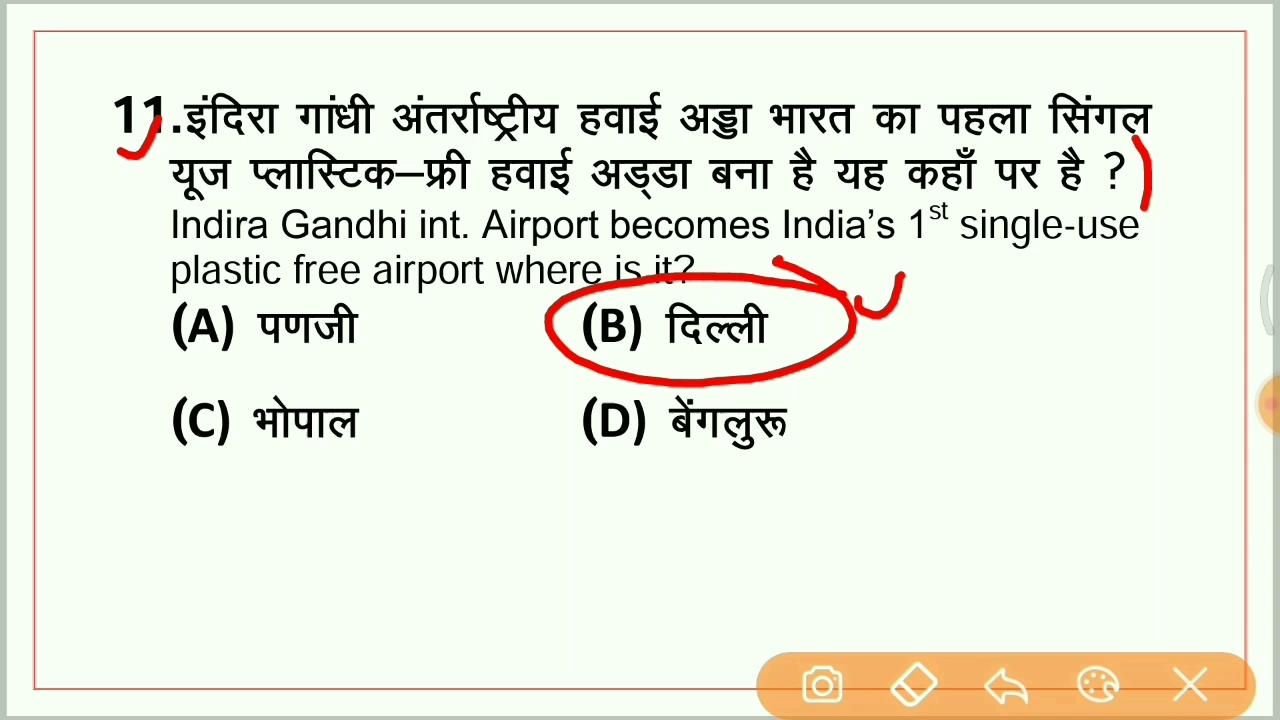 11.इंदिरा गांधी अंतर्राष्ट्रीय हवाई अड्डा भारत का पहला सिंगल
यूज प्लास्टिक–फ्री हवाई अड्डा बना है यह कहाँ पर है ?
Indira Gandhi int. Airport becomes India’s 1st single-use
plastic free airport where is it?
(A) पणजी (B) दिल्ली
(C) भोपाल (D) बेंगलुरू